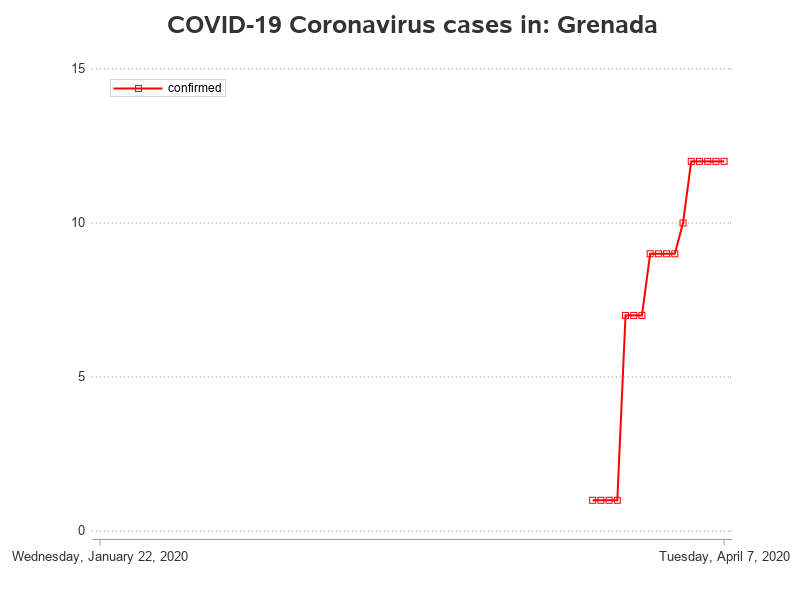 COVID-19 Coronavirus cases in: Grenada
15
confirmed
10
5
0
Wednesday, January 22, 2020
Tuesday, April 7, 2020